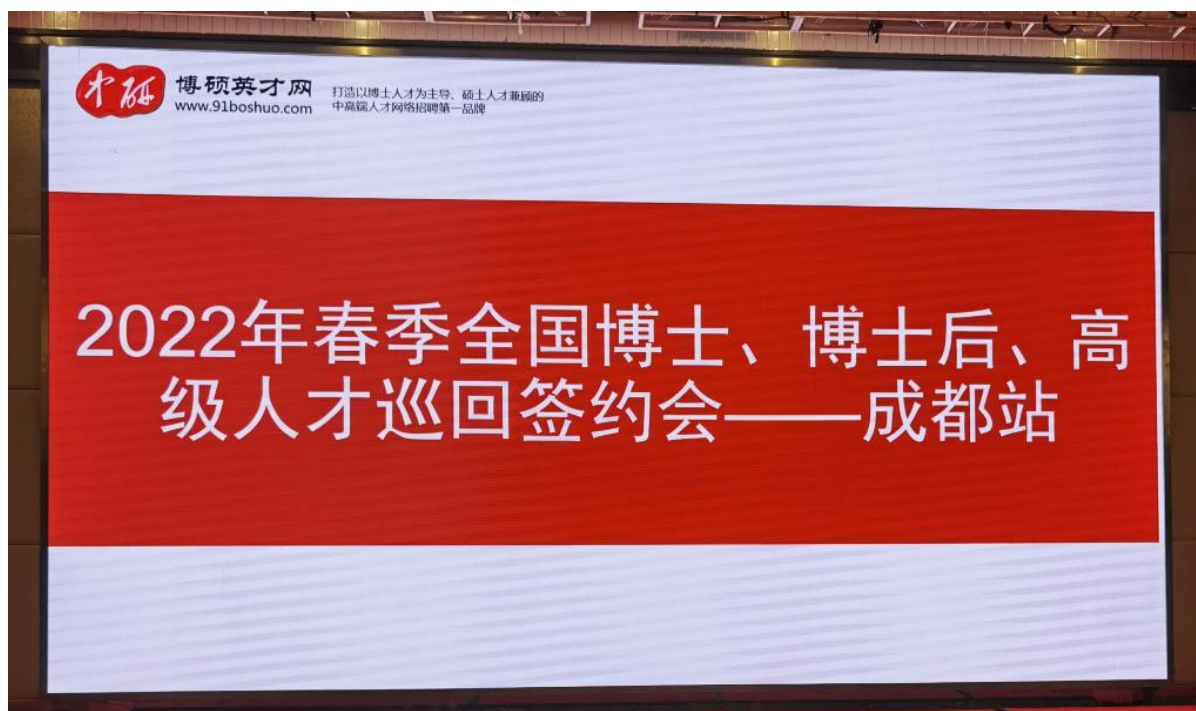 中研
博硕英才网
www.91boshuo.com
打造以博士人才为主导、硕士人才兼顾的
中高端人才网络招聘第一品牌
2022年春季全国博士、博士后、高
级人才巡回签约会——成都站